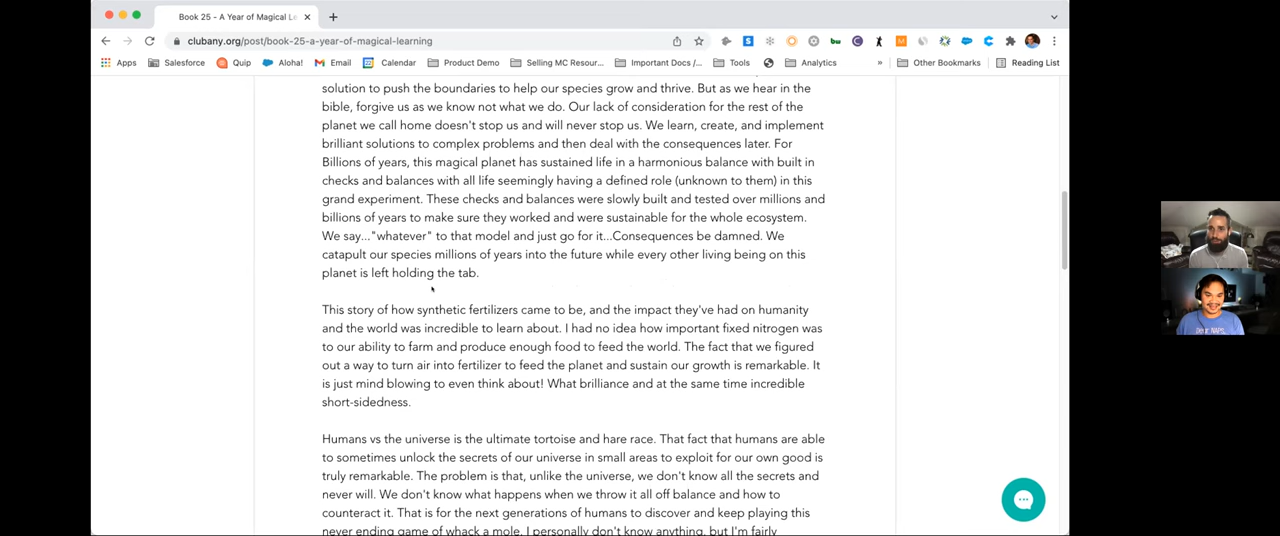 Book 25 - A Year of Magical Le
clubany.org/post/book-25-a-year-of-magical-learning
Apps Salesforce Quip Aloha! Email Calendar Product Demo Selling MC Resour... Important Docs /... Tools Analytics » Other Bookmarks Reading List
solution to push the boundaries to help our species grow and thrive. But as we hear in the
bible, forgive us as we know not what we do. Our lack of consideration for the rest of the
planet we call home doesn't stop us and will never stop us. We learn, create, and implement
brilliant solutions to complex problems and then deal with the consequences later. For
Billions of years, this magical planet has sustained life in a harmonious balance with built in
checks and balances with all life seemingly having a defined role (unknown to them) in this
grand experiment. These checks and balances were slowly built and tested over millions and
billions of years to make sure they worked and were sustainable for the whole ecosystem.
We say..."whatever" to that model and just go for it...Consequences be damned. We
catapult our species millions of years into the future while every other living being on this
planet is left holding the tab.
This story of how synthetic fertilizers came to be, and the impact they've had on humanity
and the world was incredible to learn about. I had no idea how important fixed nitrogen was
to our ability to farm and produce enough food to feed the world. The fact that we figured
out a way to turn air into fertilizer to feed the planet and sustain our growth is remarkable. It
is just mind blowing to even think about! What brilliance and at the same time incredible
short-sidedness.
Humans vs the universe is the ultimate tortoise and hare race. That fact that humans are able
to sometimes unlock the secrets of our universe in small areas to exploit for our own good is
truly remarkable. The problem is that, unlike the universe, we don't know all the secrets and
never will. We don't know what happens when we throw it all off balance and how to
counteract it. That is for the next generations of humans to discover and keep playing this
never ending game of whack a mole. I personally don't know anything, but I'm fairly
Dear NAPS,